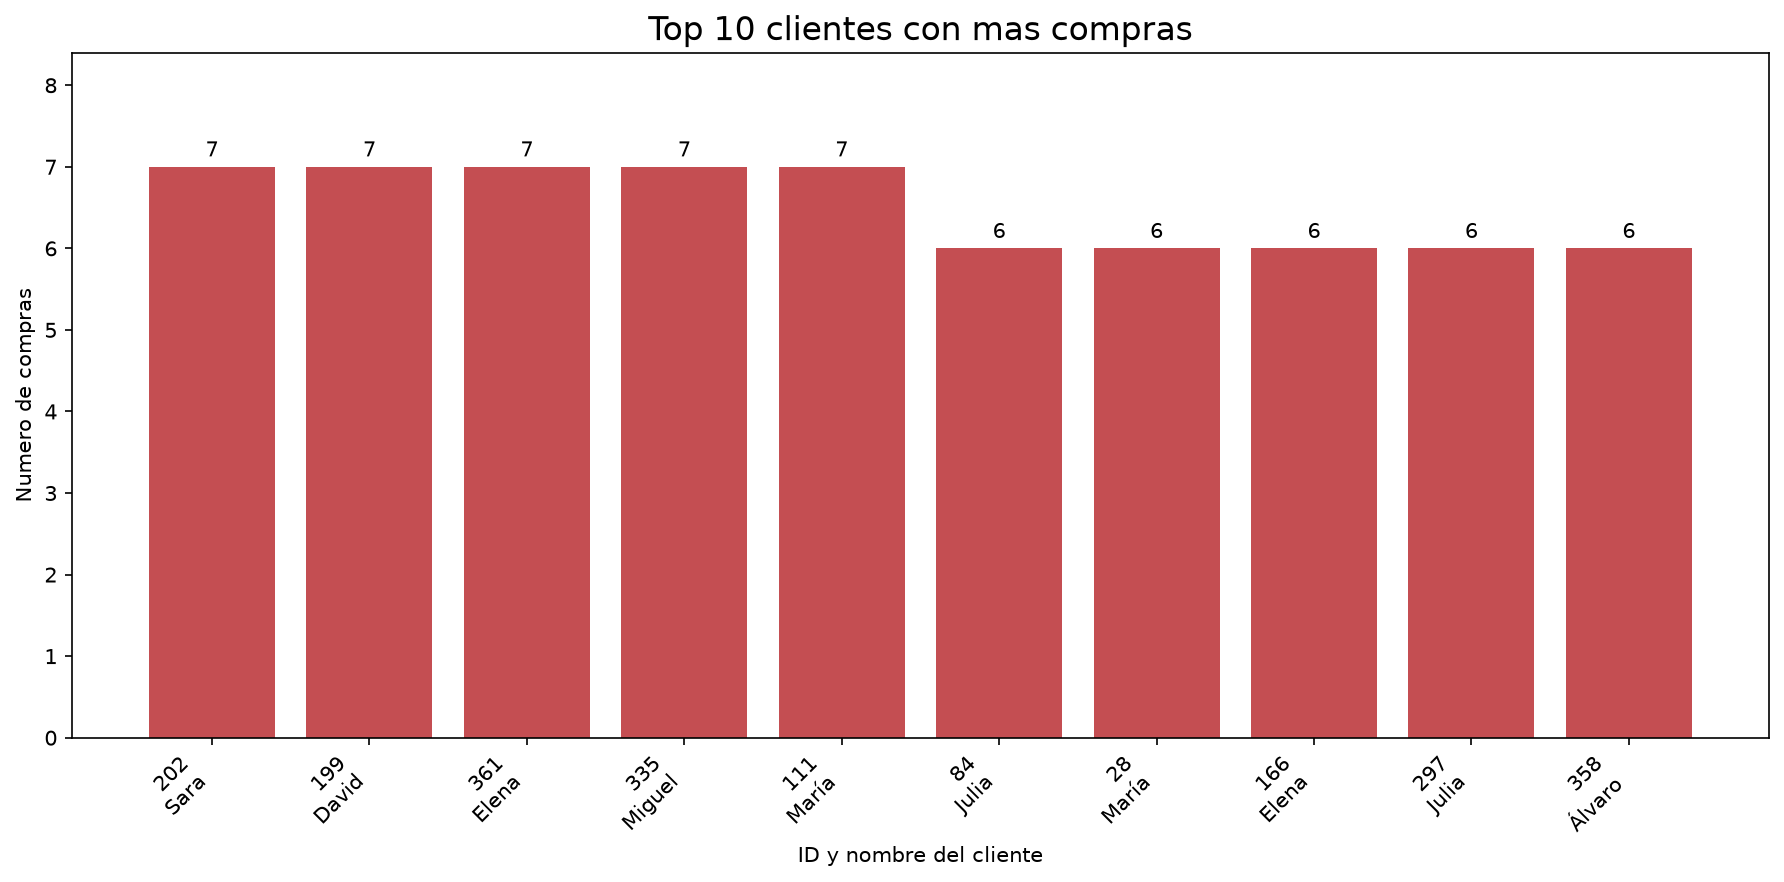 Top 10 clientes con mas compras
Numero de compras
8
7
6
5
4
3
2
1
0
7
7
7
7
7
6
6
6
6
6
202
Sara
199
David
361
Elena
335
Miguel
111
María
84
Julia
28
María
166
Elena
297
Julia
358
Álvaro
ID y nombre del cliente